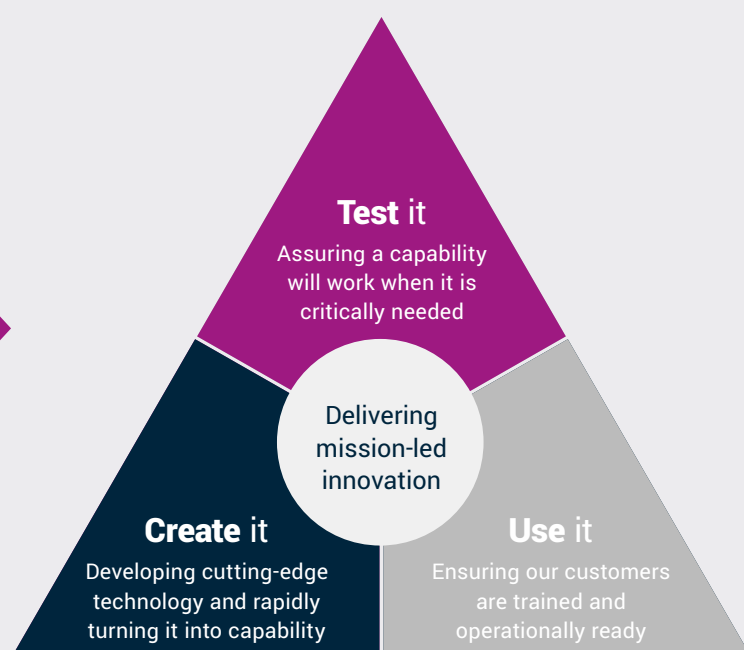 Test it
Assuring a capability
will work when it is
critically needed
Delivering
mission-led
innovation
Create it
Developing cutting-edge
technology and rapidly
turning it into capability
Use it
Ensuring our customers
are trained and
operationally ready